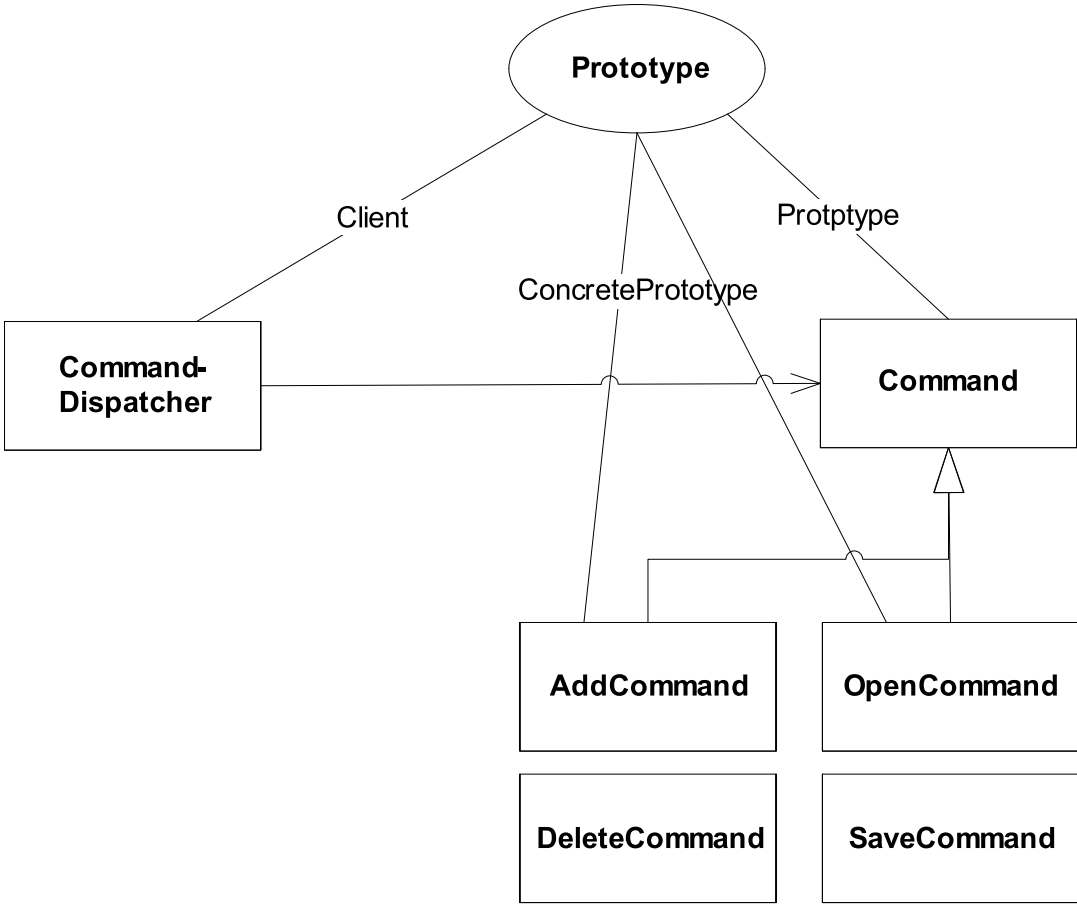 Prototype
Client
Protptype
ConcretePrototype
Command-
Dispatcher
Command
AddCommand
OpenCommand
DeleteCommand
SaveCommand